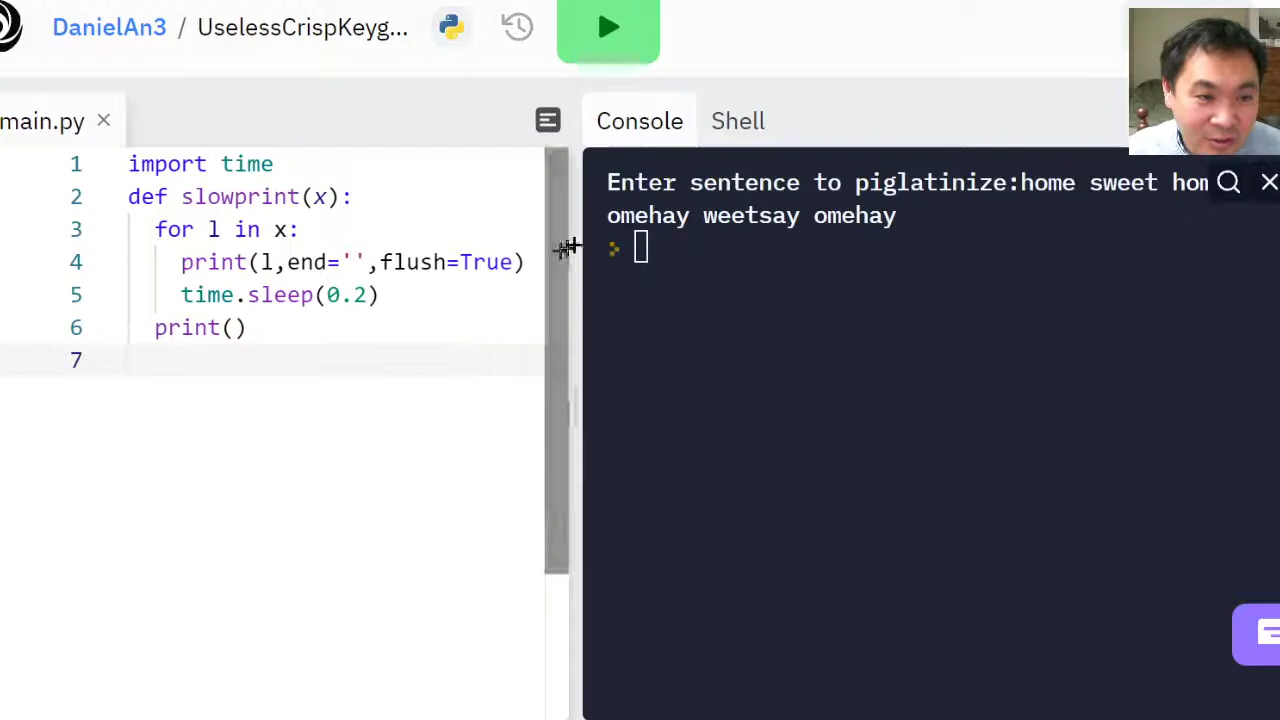 DanielAn3 / UselessCrispKeyg...
main.py
Console Shell
1 import time
2 def slowprint(x):
3 for l in x:
4 print(l,end='',flush=True)
5 time.sleep(0.2)
6 print()
7
Enter sentence to piglatinize:home sweet hom
omehay weetsay omehay